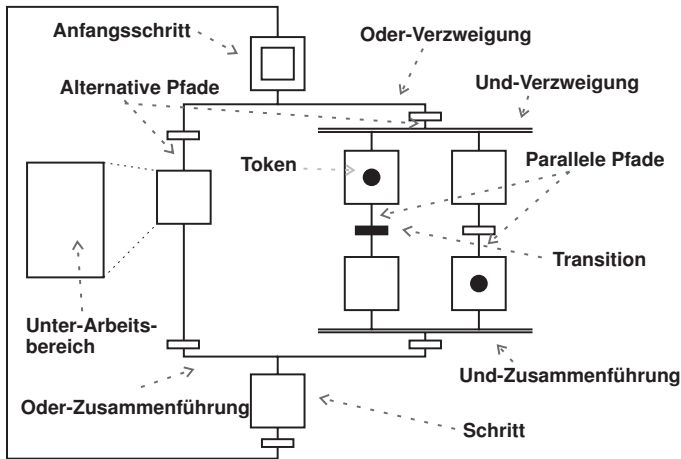 Anfangsschritt
Oder-Verzweigung
Alternative Pfade
Und-Verzweigung
Token
Parallele Pfade
Transition
Unter-Arbeits-
bereich
Und-Zusammenführung
Oder-Zusammenführung
Schritt